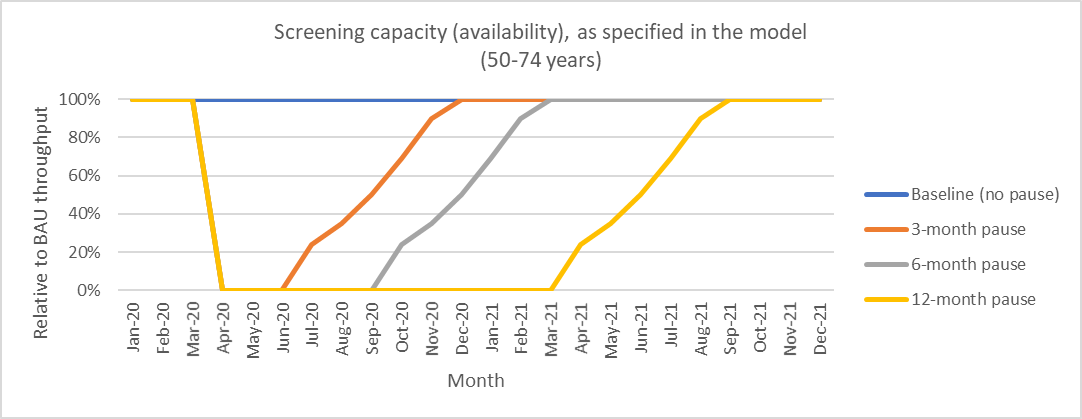 Screening capacity (availability), as specified in the model
(50-74 years)
Relative to BAU throughput
100%
80%
60%
40%
20%
0%
Jan-20
Feb-20
Mar-20
Apr-20
May-20
Jun-20
Jul-20
Aug-20
Sep-20
Oct-20
Nov-20
Dec-20
Jan-21
Feb-21
Mar-21
Apr-21
May-21
Jun-21
Jul-21
Aug-21
Sep-21
Oct-21
Nov-21
Dec-21
Month
Baseline (no pause)
3-month pause
6-month pause
12-month pause